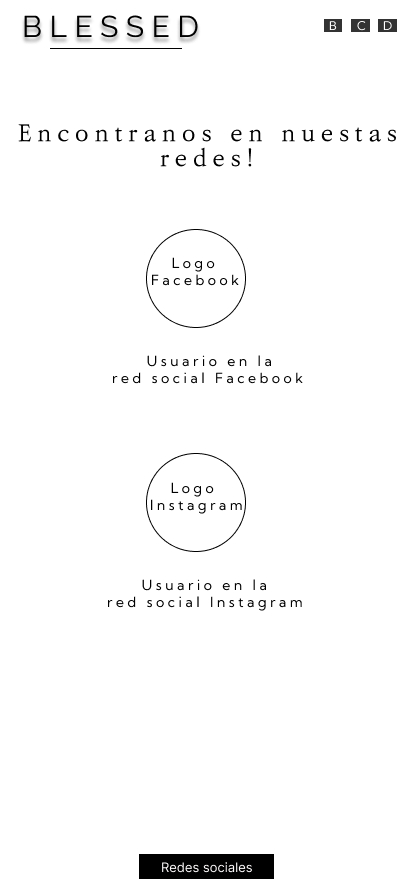 BLESSED
B C D
Encontranos en nuestas
redes!
Logo
Facebook
Usuario en la
red social Facebook
Logo
Instagram
Usuario en la
red social Instagram
Redes sociales